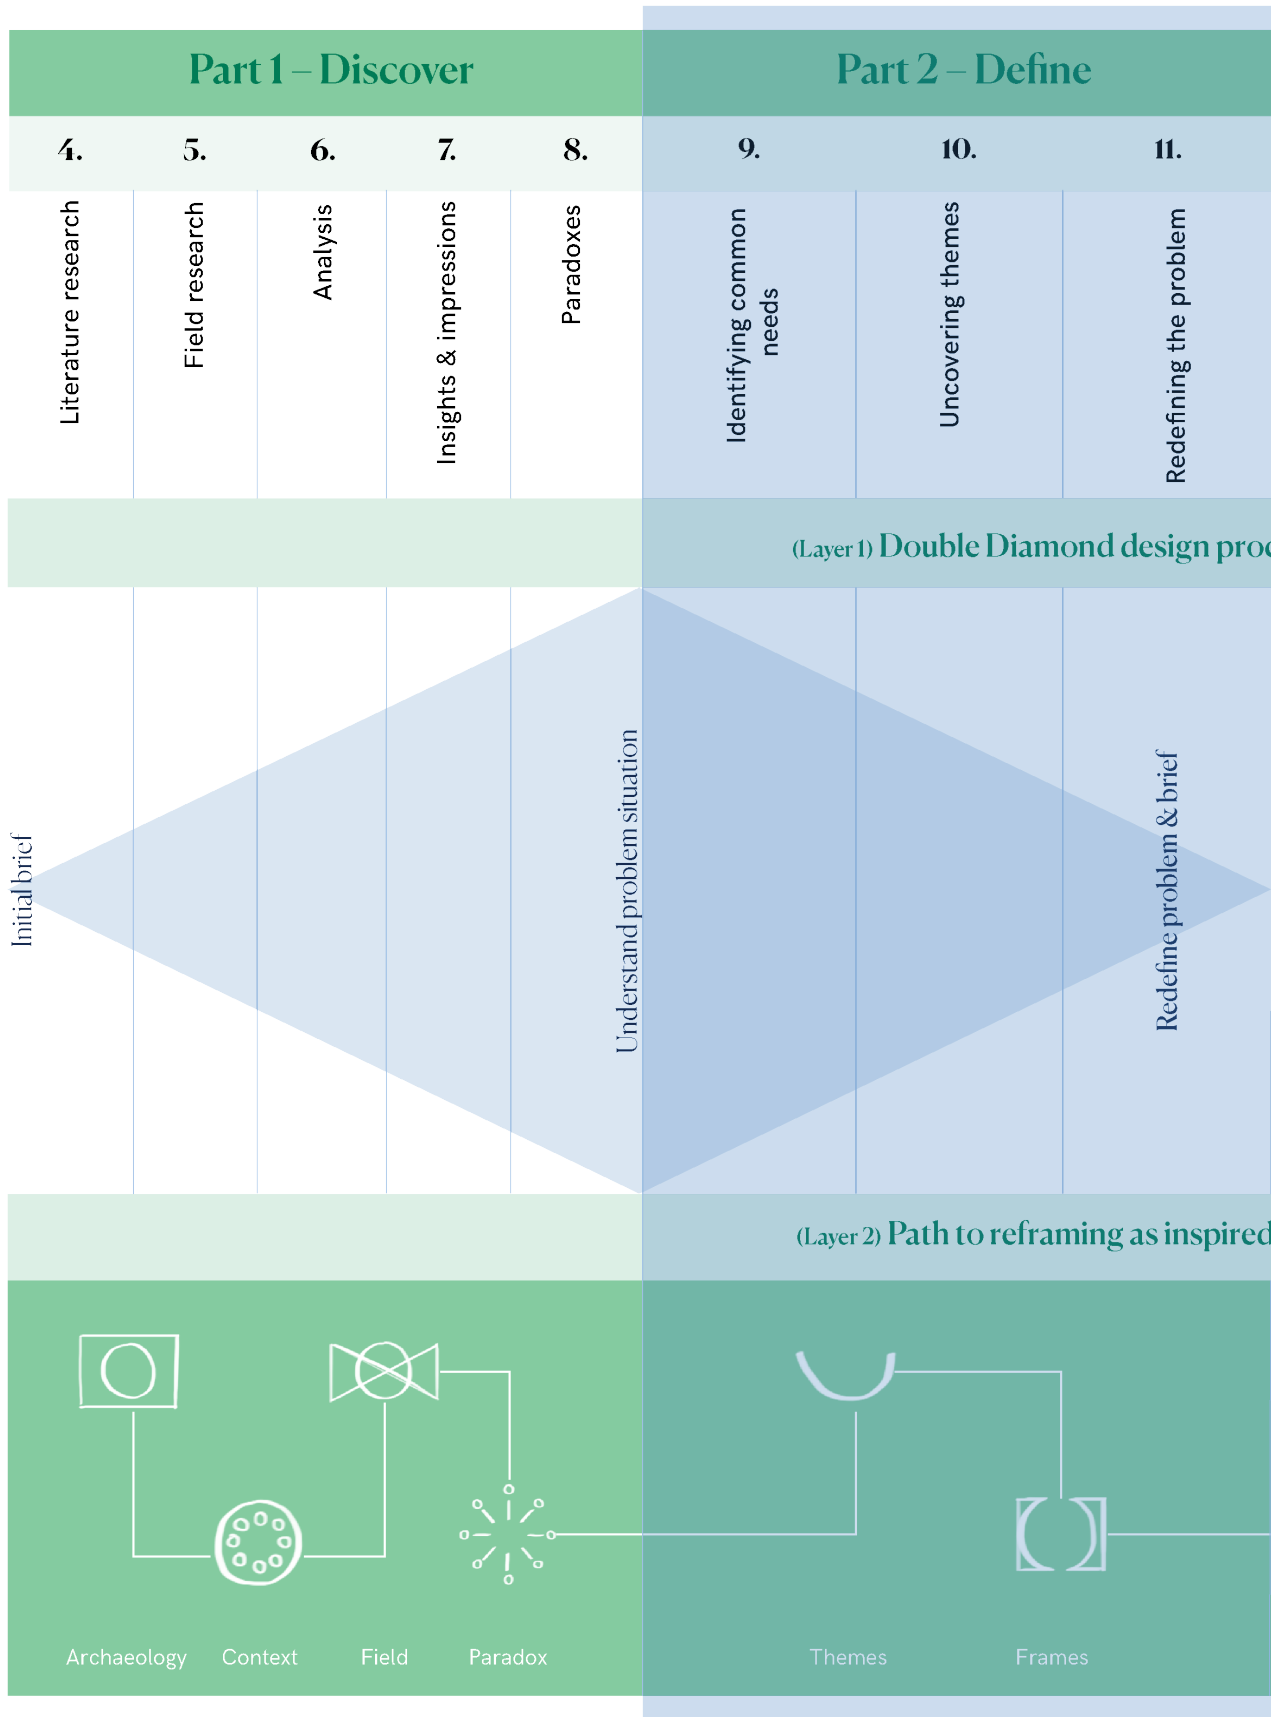 Part 1 – Discover
Part 2 – Define
4.
5.
6.
7.
8.
9.
10.
11.
Literature research
Field research
Analysis
Insights & impressions
Paradoxes
Identifying common
needs
Uncovering themes
Redefining the problem
(Layer 1) Double Diamond design proc
Initial brief
Understand problem situation
Redefine problem & brief
(Layer 2) Path to reframing as inspired
Archaeology
Context
Field
Paradox
Themes
Frames